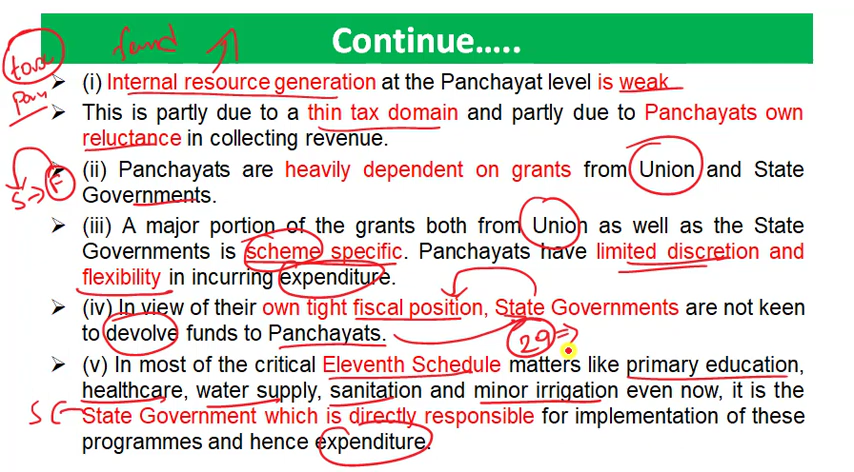 Continue…..
fund
➤ (i) Internal resource generation at the Panchayat level is weak
➤ This is partly due to a thin tax domain and partly due to Panchayats own
reluctance in collecting revenue.
➤ (ii) Panchayats are heavily dependent on grants from Union and State
Governments.
S → F
➤ (iii) A major portion of the grants both from Union as well as the State
Governments is scheme specific. Panchayats have limited discretion and
flexibility in incurring expenditure.
➤ (iv) In view of their own tight fiscal position, State Governments are not keen
to devolve funds to Panchayats.
29 ⇒
➤ (v) In most of the critical Eleventh Schedule matters like primary education,
healthcare, water supply, sanitation and minor irrigation even now, it is the
State Government which is directly responsible for implementation of these
programmes and hence expenditure.